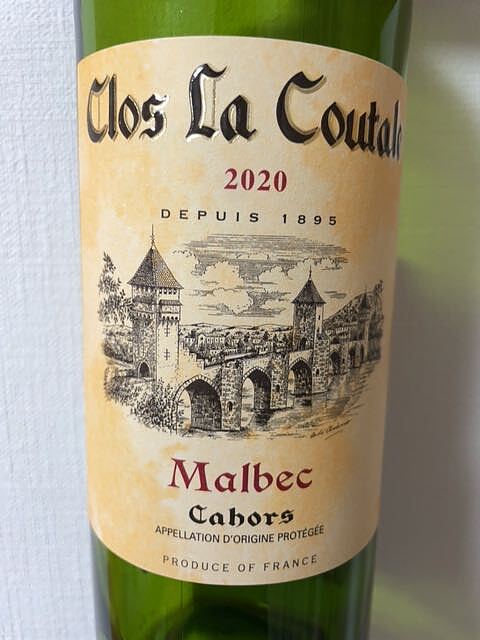 Clos La Coutale
2020
DEPUIS 1895
Malbec
Cahors
APPELLATION D'ORIGINE PROTÉGÉE
PRODUCE OF FRANCE